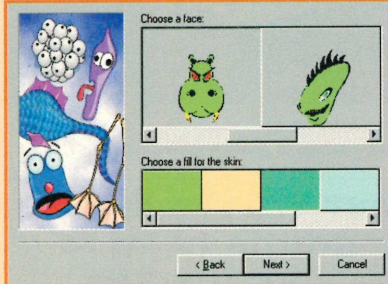 Choose a face:
Choose a fill for the skin:
< Back
Next >
Cancel